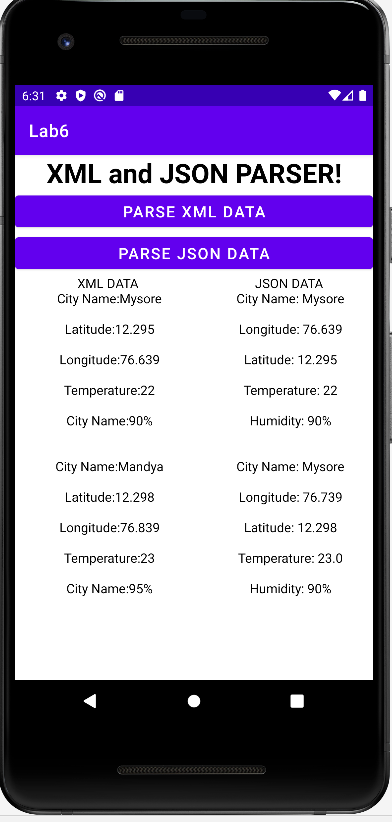 6:31
Lab6
XML and JSON PARSER!
PARSE XML DATA
PARSE JSON DATA
XML DATA
City Name:Mysore
Latitude:12.295
Longitude:76.639
Temperature:22
City Name:90%
City Name:Mandya
Latitude:12.298
Longitude:76.839
Temperature:23
City Name:95%
JSON DATA
City Name: Mysore
Longitude: 76.639
Latitude: 12.295
Temperature: 22
Humidity: 90%
City Name: Mysore
Longitude: 76.739
Latitude: 12.298
Temperature: 23.0
Humidity: 90%